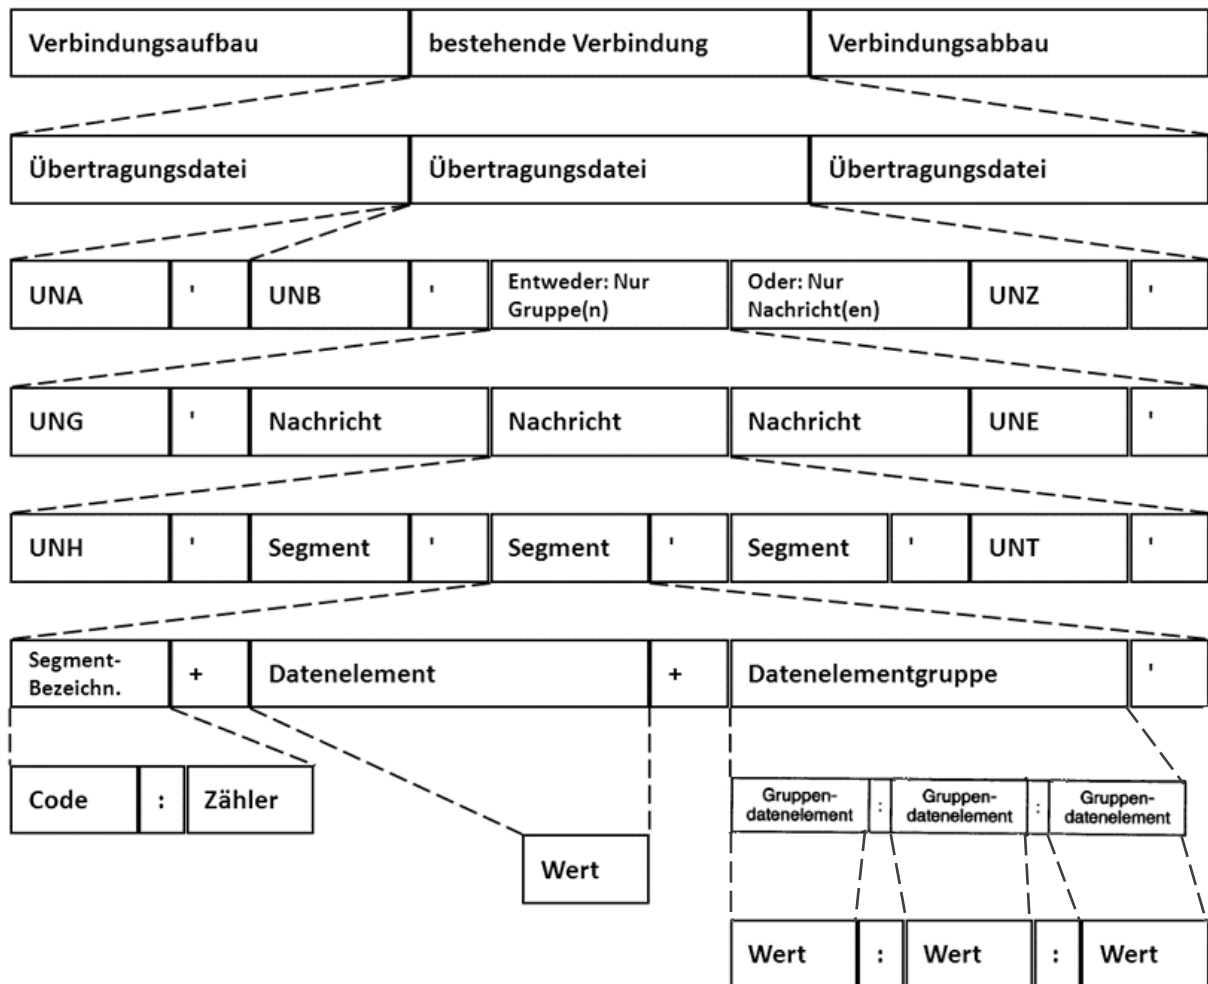 Verbindungsaufbau bestehende Verbindung Verbindungsabbau
Übertragungsdatei Übertragungsdatei Übertragungsdatei
UNA ' UNB ' Entweder: Nur Oder: Nur UNZ '
Gruppe(n) Nachricht(en)
UNG ' Nachricht Nachricht Nachricht UNE '
UNH ' Segment ' Segment ' Segment ' UNT '
Segment- + Datenelement + Datenelementgruppe '
Bezeichn.
Code : Zähler
Gruppen- : Gruppen- : Gruppen-
datenelement datenelement datenelement
Wert
Wert : Wert : Wert